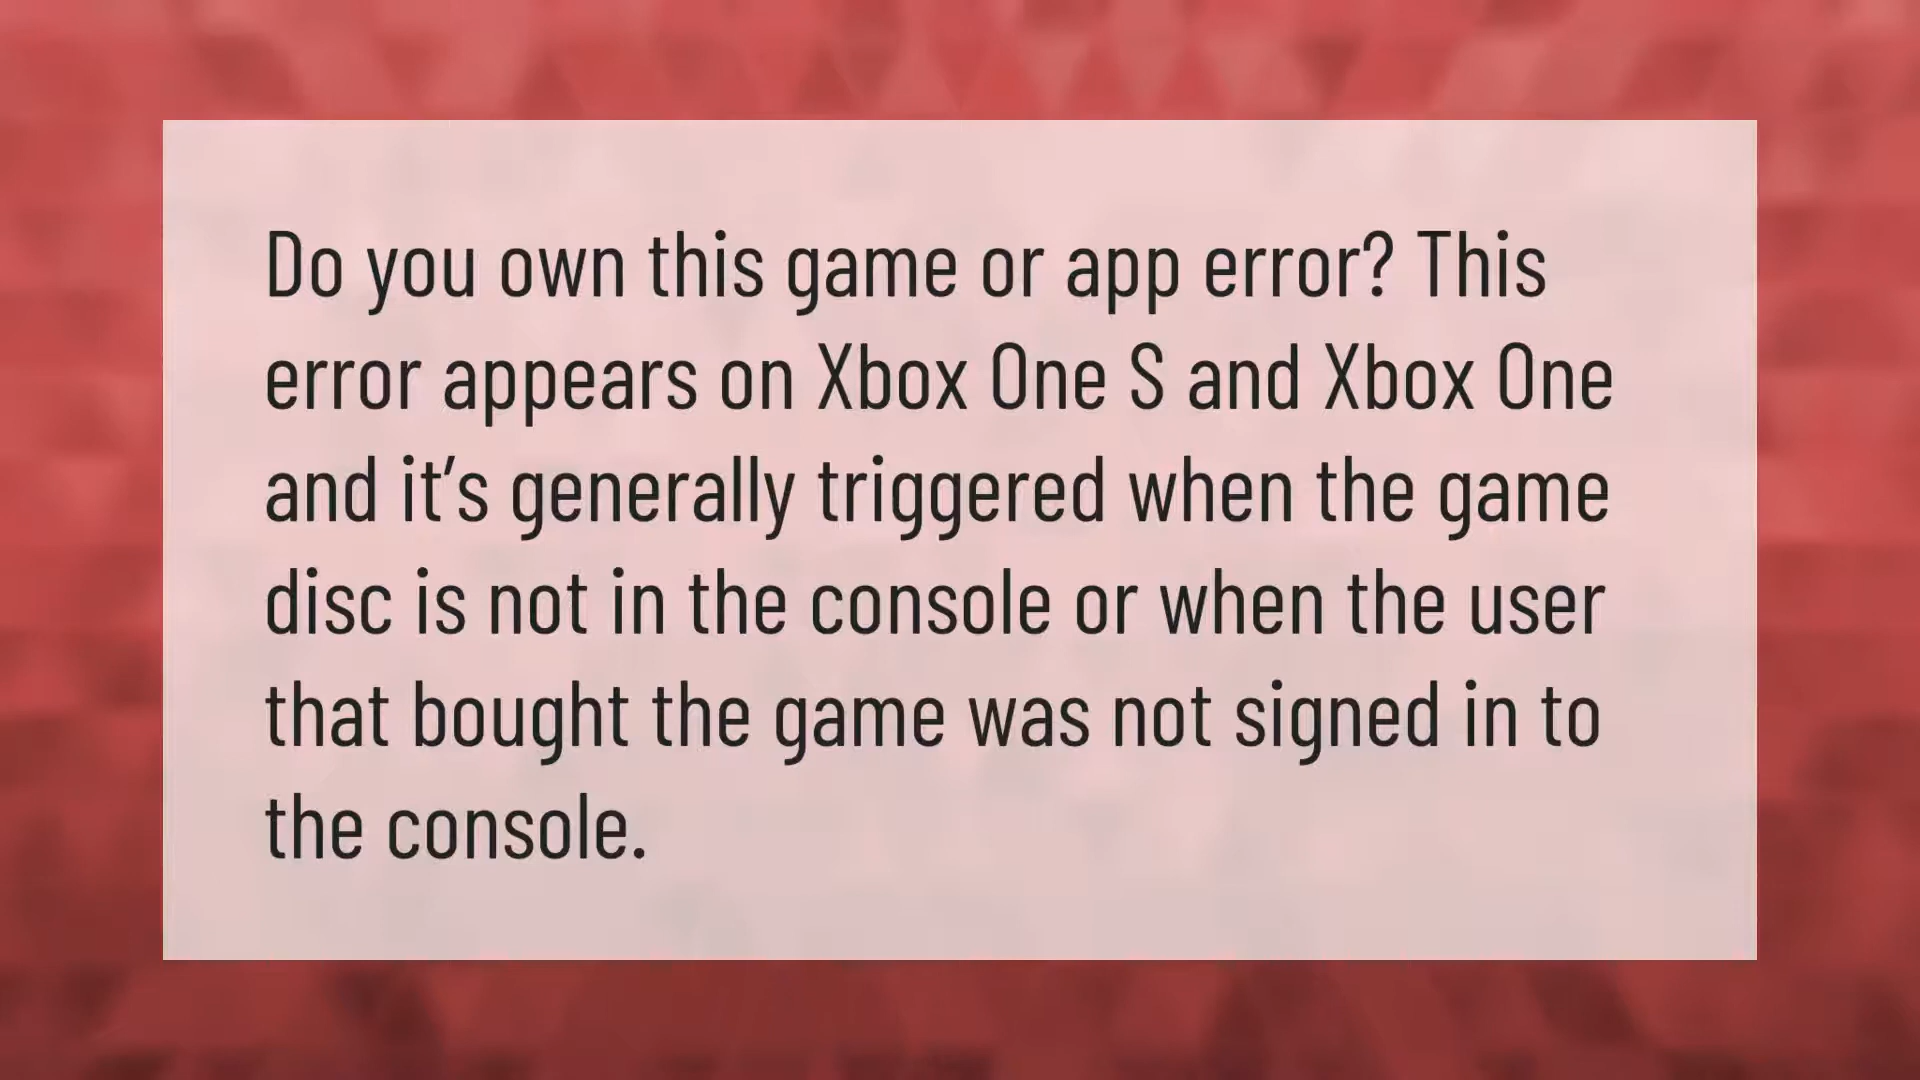 Do you own this game or app error? This
error appears on Xbox One S and Xbox One
and it’s generally triggered when the game
disc is not in the console or when the user
that bought the game was not signed in to
the console.